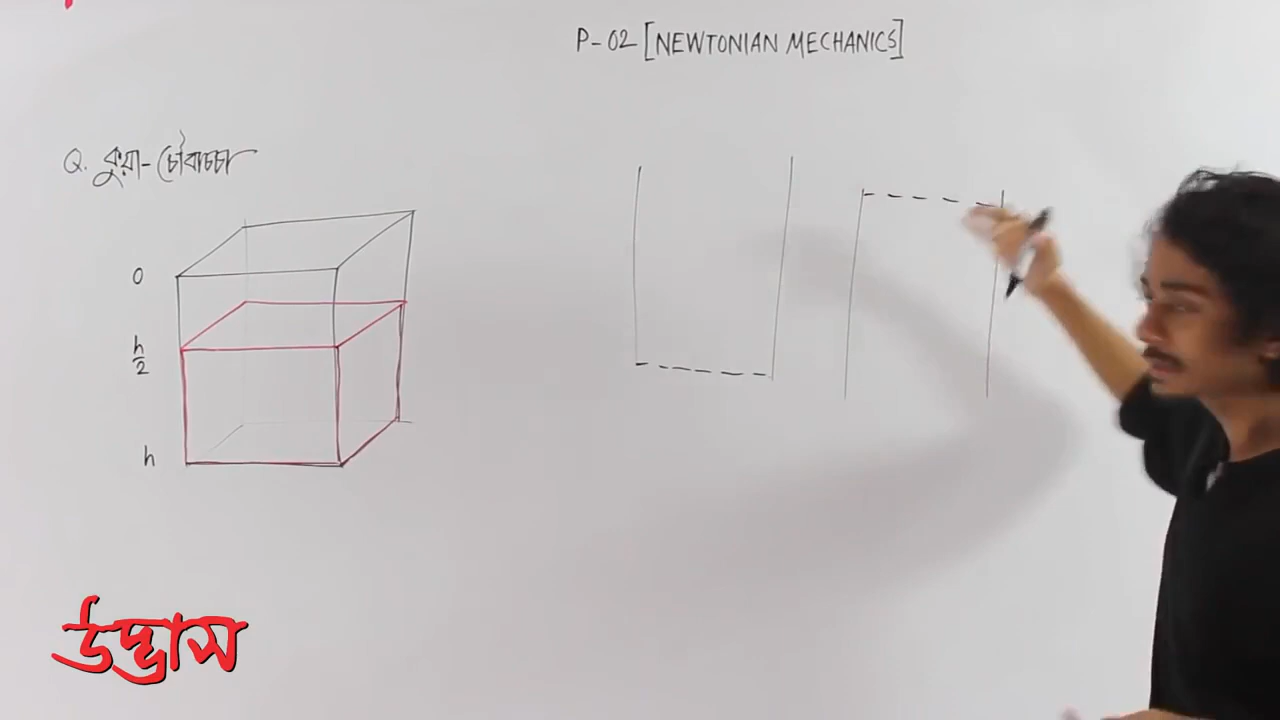 P-02 [NEWTONIAN MECHANICS]
Q. কুয়া-চৌবাচ্চা
0
h/2
h
উদ্ভাস